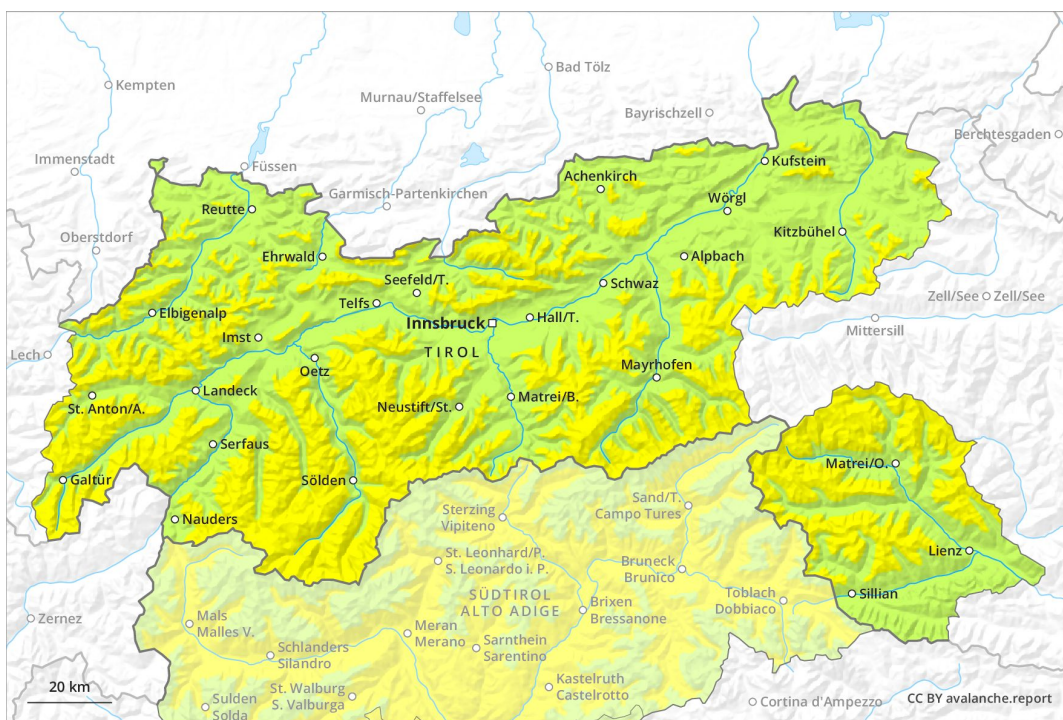 Kempten
Bad Tölz
Murnau/Staffelsee
Bayrischzell
Berchtesgaden
Immenstadt
Füssen
Kufstein
Achenkirch
Garmisch-Partenkirchen
Wörgl
Reutte
Oberstdorf
Kitzbühel
Ehrwald
Alpbach
Seefeld/T.
Schwaz
Telfs
Zell/See
Zell/See
Elbigenalp
Innsbruck
Hall/T.
Mittersill
Imst
TIROL
Lech
Oetz
Mayrhofen
Landeck
St. Anton/A.
Neustift/St.
Matrei/B.
Serfaus
Matrei/O.
Galtür
Sölden
Sand/T.
Campo Tures
Nauders
Sterzing
Vipiteno
Lienz
St. Leonhard/P.
S. Leonardo i. P.
Bruneck
Brunico
SÜDTIROL
ALTO ADIGE
Toblach
Dobbiaco
Sillian
Brixen
Bressanone
Zernez
Mals
Malles V.
Meran
Merano
Sarnthein
Sarentino
Schlanders
Silandro
20 km
St. Walburg
S. Valburga
Kastelruth
Castelrotto
Sulden
Solda
Cortina d'Ampezzo
CC BY avalanche.report